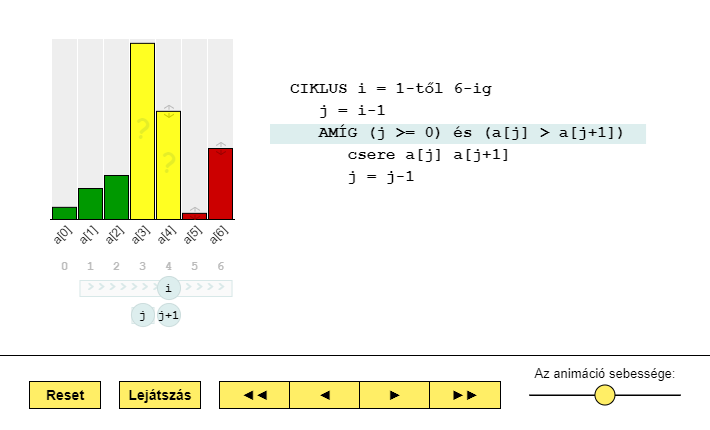 CIKLUS i = 1-től 6-ig
j = i-1
AMÍG (j >= 0) és (a[j] > a[j+1])
csere a[j] a[j+1]
j = j-1
? ?
a[0] a[1] a[2] a[3] a[4] a[5] a[6]
0 1 2 3 4 5 6
i
j j+1
Az animáció sebessége:
Reset Lejátszás